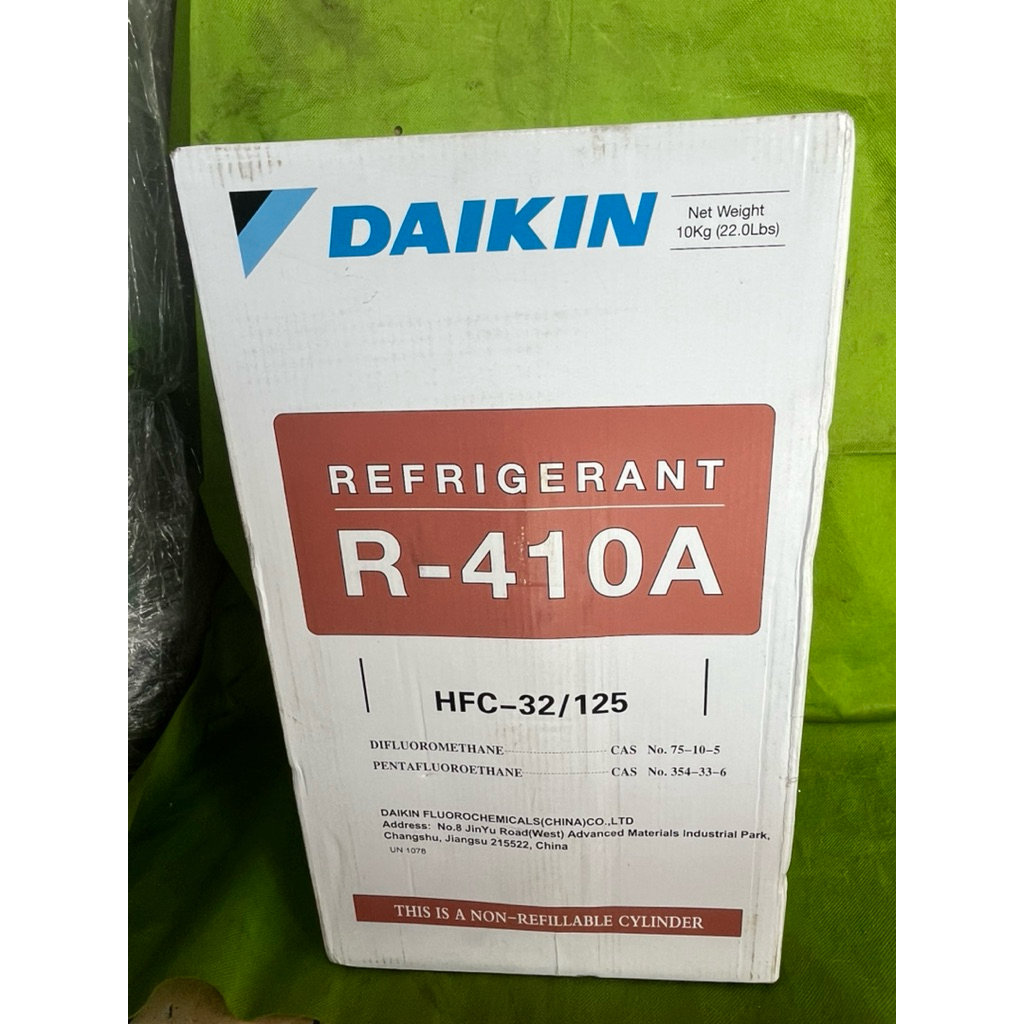 DAIKIN
Net Weight
10Kg (22.0Lbs)
REFRIGERANT
R-410A
HFC-32/125
DIFLUOROMETHANE CAS No. 75-10-5
PENTAFLUOROETHANE CAS No. 354-33-6
DAIKIN FLUOROCHEMICALS(CHINA)CO.,LTD
Address: No.8 JinYu Road(West) Advanced Materials Industrial Park,
Changshu, Jiangsu 215522, China
UN 1078
THIS IS A NON-REFILLABLE CYLINDER